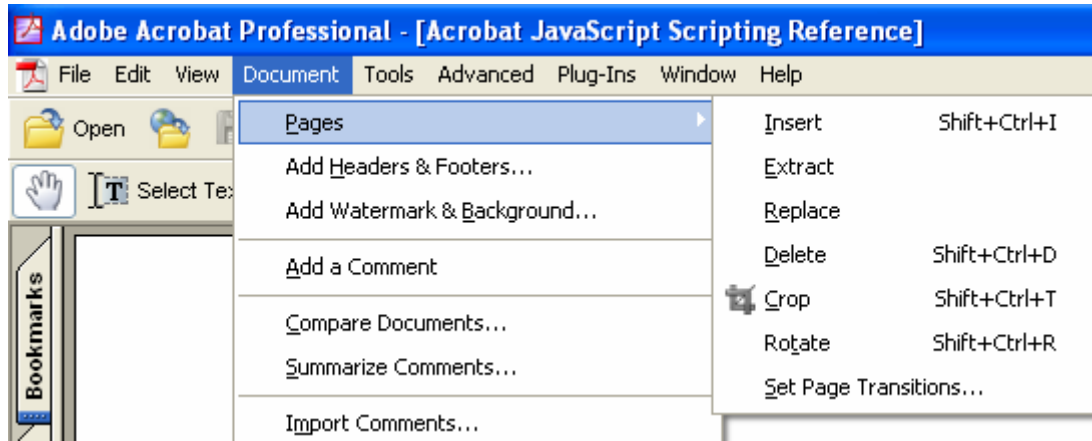 Adobe Acrobat Professional - [Acrobat JavaScript Scripting Reference]
File Edit View Document Tools Advanced Plug-Ins Window Help
Open
Select Te
Bookmarks
Pages
Add Headers & Footers...
Add Watermark & Background...
Add a Comment
Compare Documents...
Summarize Comments...
Import Comments...
Insert Shift+Ctrl+I
Extract
Replace
Delete Shift+Ctrl+D
Crop Shift+Ctrl+T
Rotate Shift+Ctrl+R
Set Page Transitions...